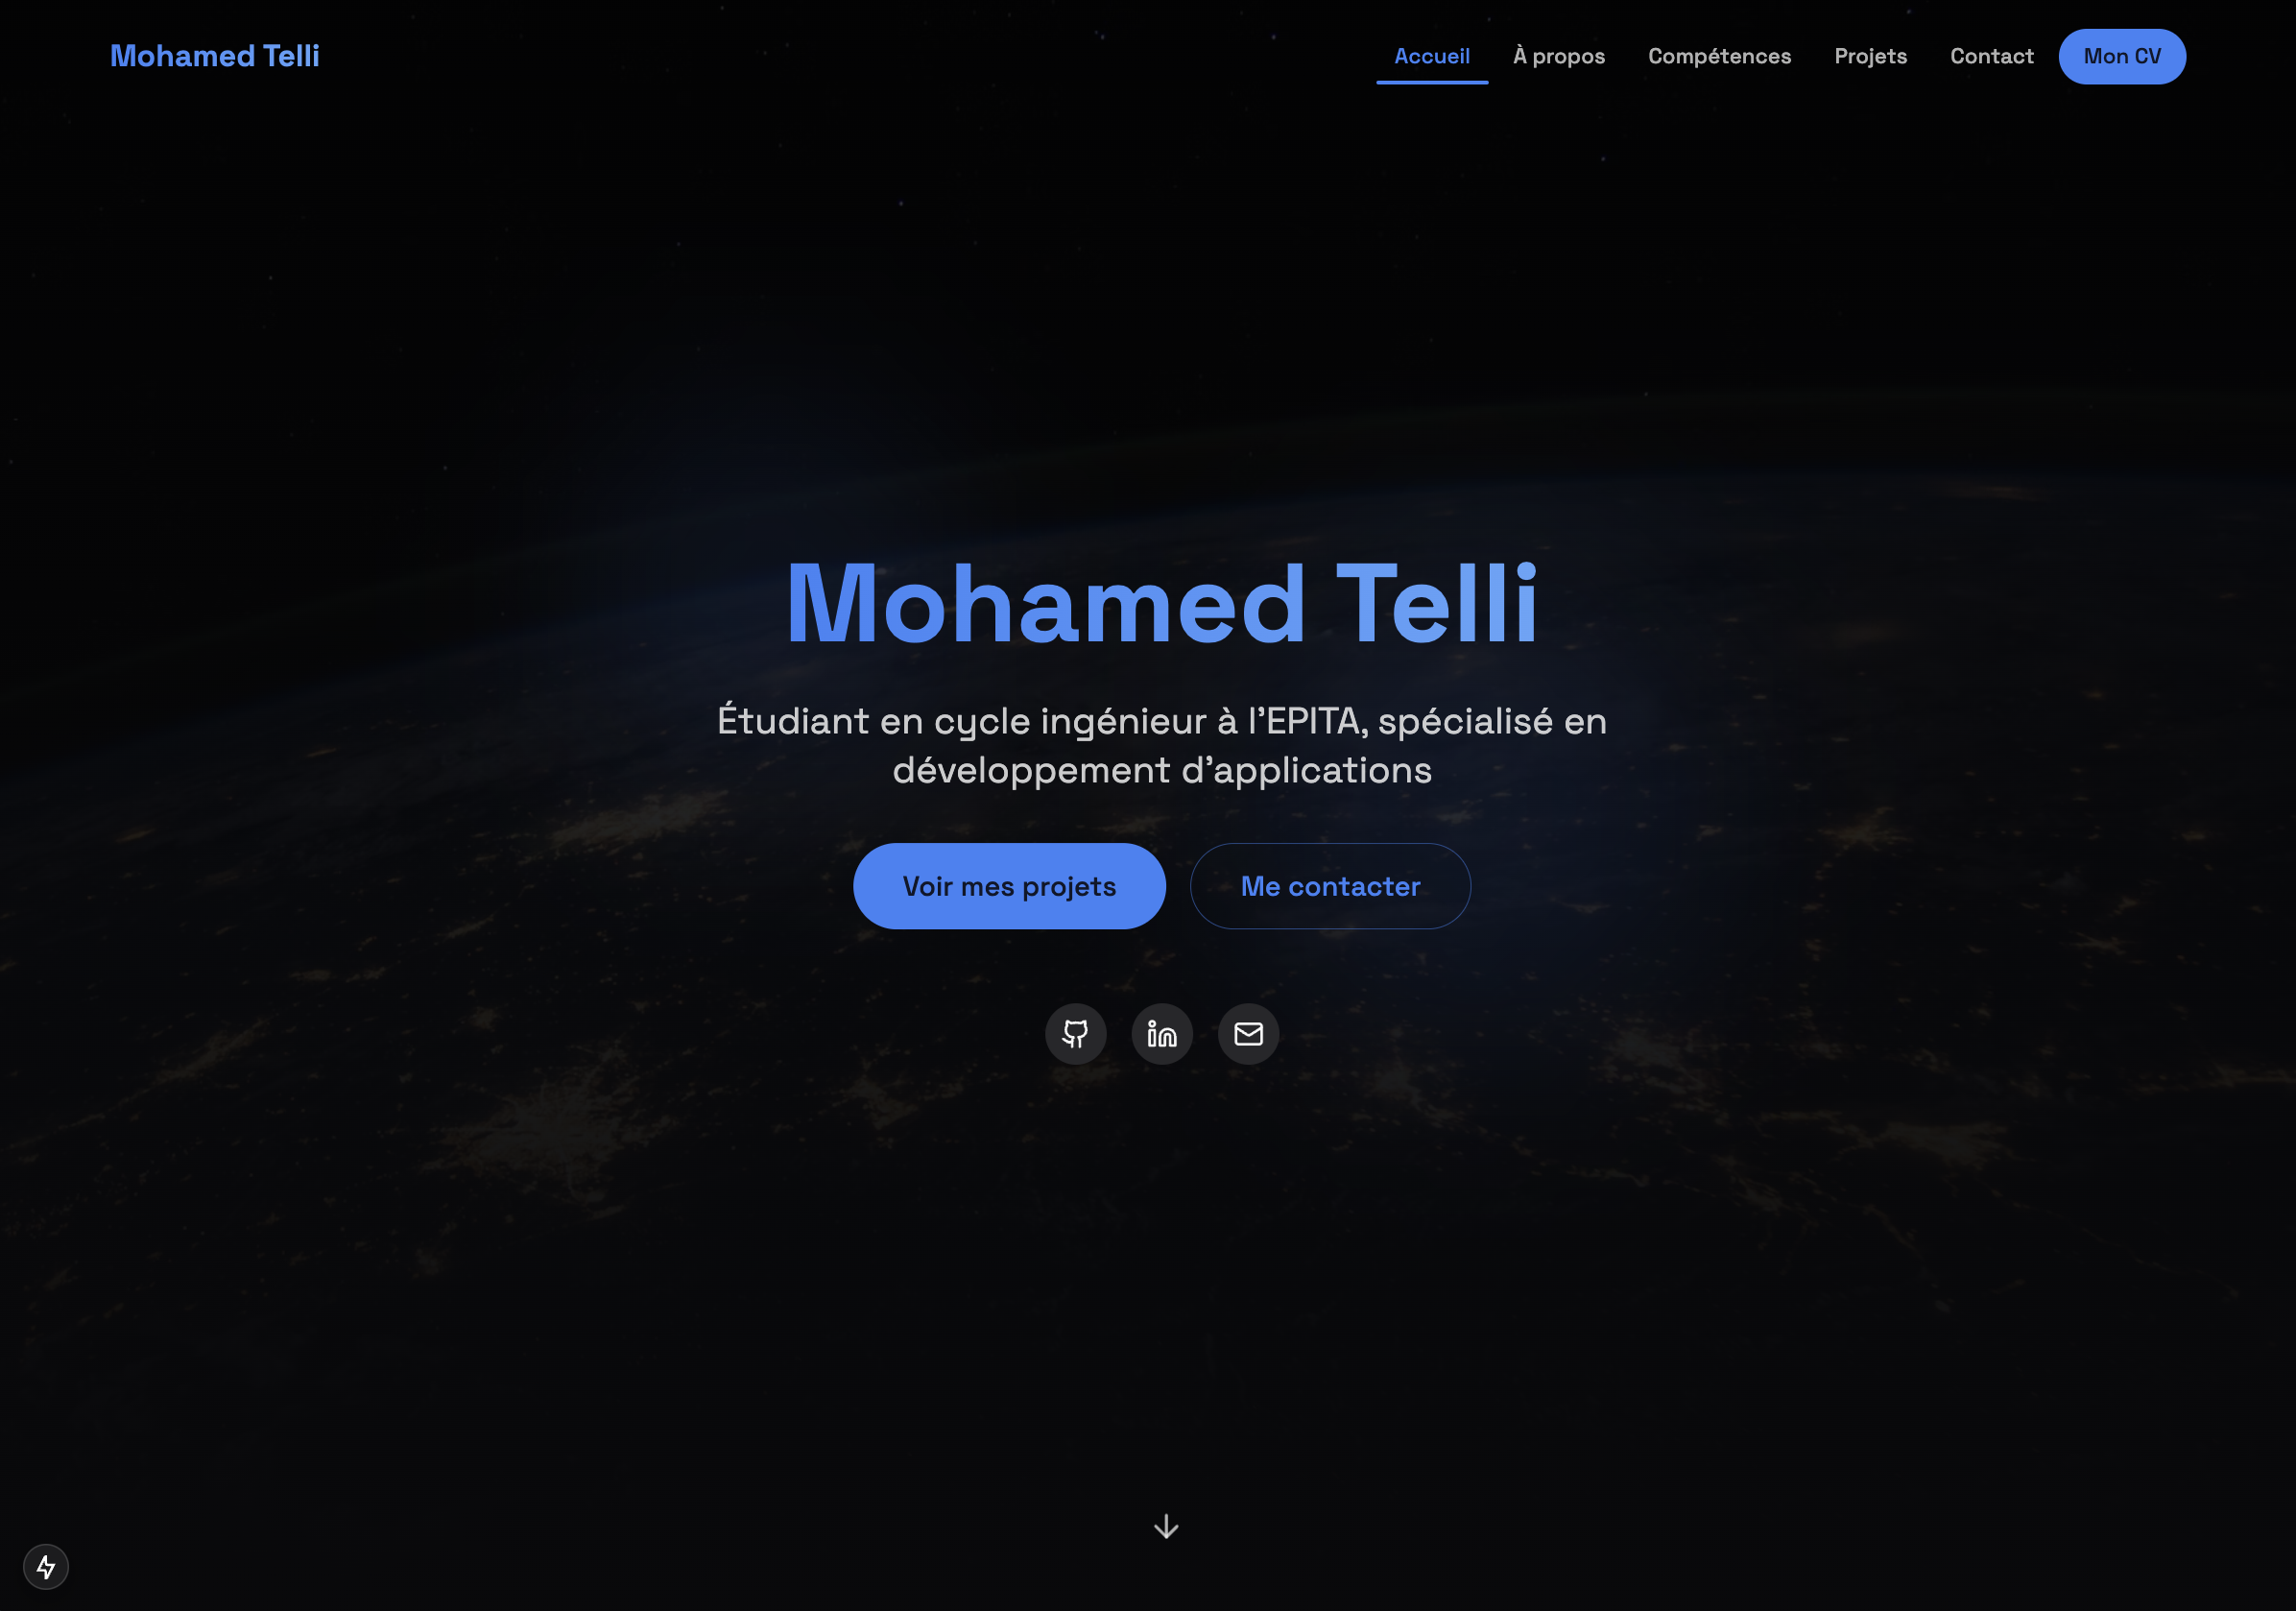 Mohamed Telli
Accueil
À propos
Compétences
Projets
Contact
Mon CV
Mohamed Telli
Étudiant en cycle ingénieur à l’EPITA, spécialisé en
développement d’applications
Voir mes projets
Me contacter